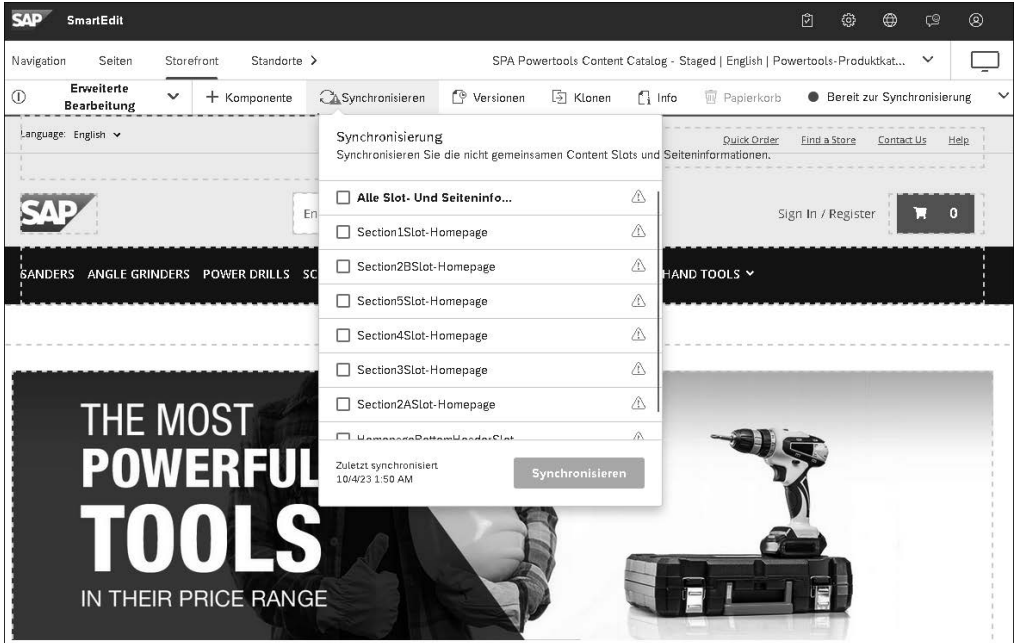 SAP SmartEdit
Navigation Seiten Storefront Standorte
SPA Powertools Content Catalog - Staged | English | Powertools-Produktkat...
Erweiterte
Bearbeitung
+ Komponente Synchronisieren Versionen Klonen Info Papierkorb Bereit zur Synchronisierung
Language: English
Quick Order Find a Store Contact Us Help
Synchronisierung
Synchronisieren Sie die nicht gemeinsamen Content Slots und Seiteninformationen.
Alle Slot- Und Seiteninfo...
SAP
En
Sign In / Register
0
Section1Slot-Homepage
Section2BSlot-Homepage
SANDERS ANGLE GRINDERS POWER DRILLS SC
HAND TOOLS
Section5Slot-Homepage
Section4Slot-Homepage
Section3Slot-Homepage
Section2ASlot-Homepage
HomepageBottomHeaderSlot
Zuletzt synchronisiert
10/4/23 1:50 AM
Synchronisieren
THE MOST
POWERFUL
TOOLS
IN THEIR PRICE RANGE